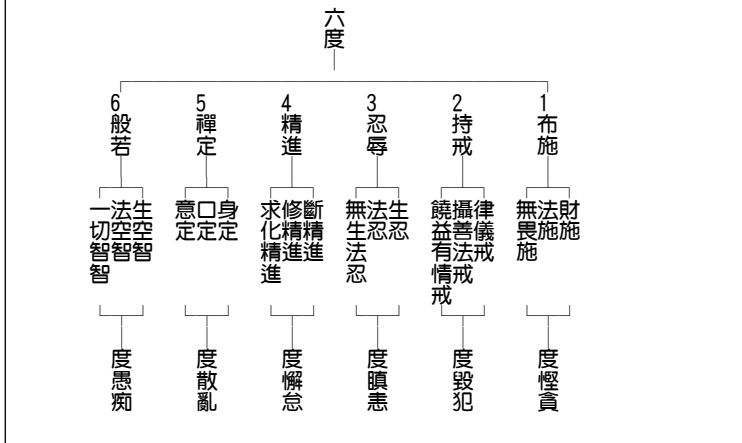 六度
1布施
財施
法施
無畏施
度慳貪
2持戒
律儀戒
攝善法戒
饒益有情戒
度毀犯
3忍辱
生忍
法忍
無生法忍
度瞋恚
4精進
斷精進
修精進
求化精進
度懈怠
5禪定
身定
口定
意定
度散亂
6般若
生空智
法空智
一切智智
度愚痴